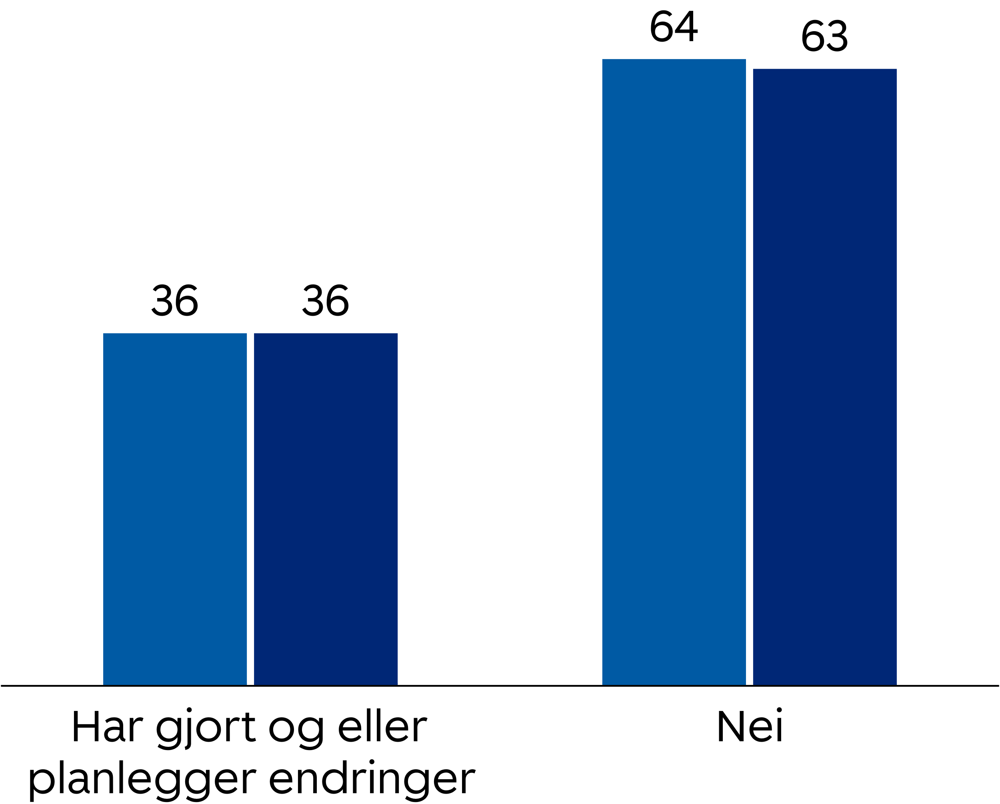 64
63
36
36
Har gjort og eller
planlegger endringer
Nei